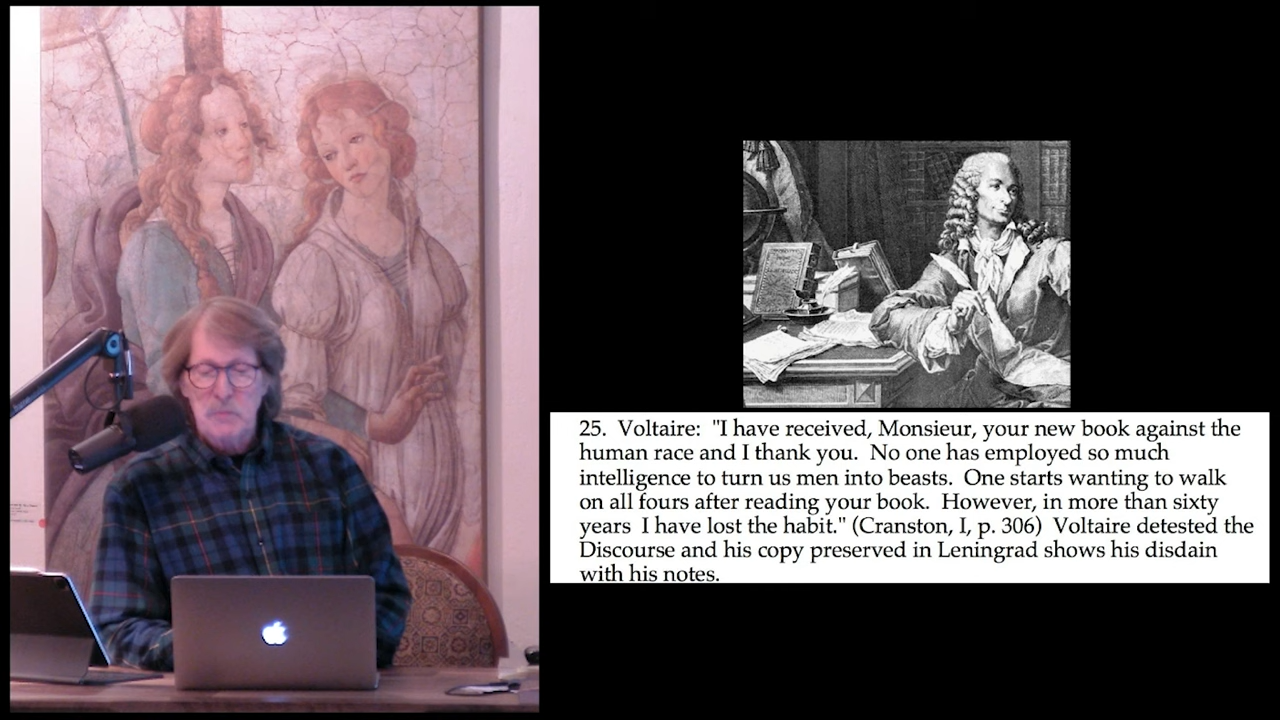 25.  Voltaire:  "I have received, Monsieur, your new book against the
human race and I thank you.  No one has employed so much
intelligence to turn us men into beasts.  One starts wanting to walk
on all fours after reading your book.  However, in more than sixty
years  I have lost the habit." (Cranston, I, p. 306)  Voltaire detested the
Discourse and his copy preserved in Leningrad shows his disdain
with his notes.